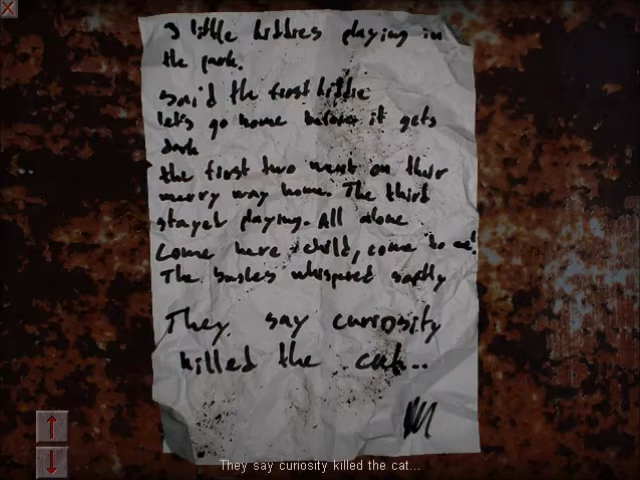 3 little kiddies playing in
the park.
said the first kiddie
let's go home before it gets
dark
the first two went on their
merry way home. The third
stayet playing. All alone
Come here child, come to me!
The bushes whispered softly
They say curiosity
killed the cat..
They say curiosity killed the cat...